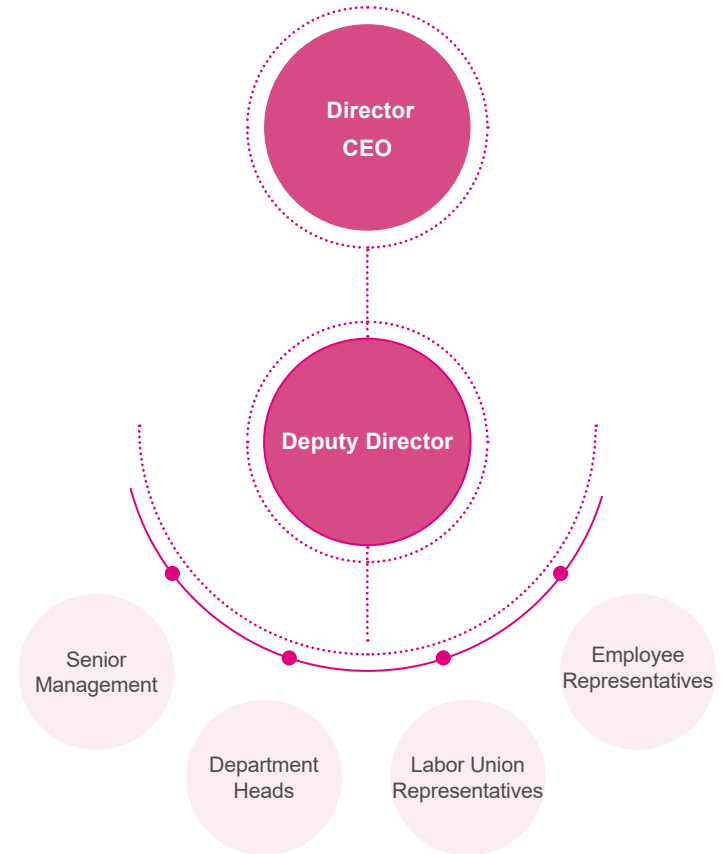 Director
CEO
Deputy Director
Senior
Management
Department
Heads
Labor Union
Representatives
Employee
Representatives